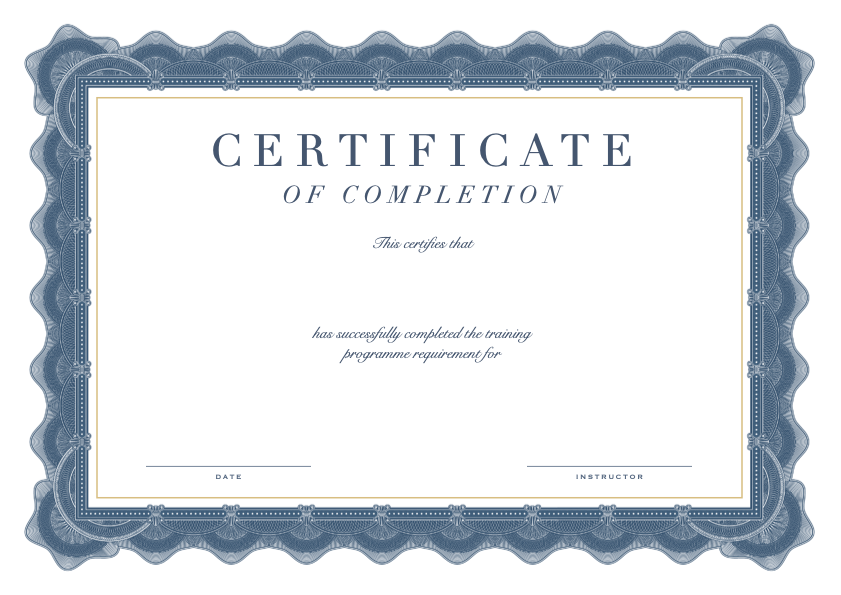 CERTIFICATE
OF COMPLETION
This certifies that
has successfully completed the training
programme requirement for
DATE
INSTRUCTOR